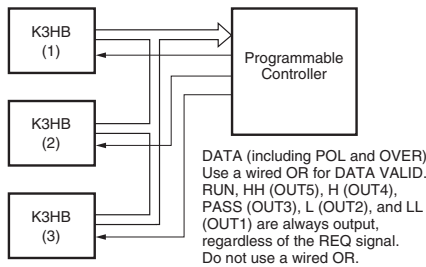 K3HB
(1)
Programmable
Controller
K3HB
(2)
K3HB
(3)
DATA (including POL and OVER)
Use a wired OR for DATA VALID.
RUN, HH (OUT5), H (OUT4),
PASS (OUT3), L (OUT2), and LL
(OUT1) are always output,
regardless of the REQ signal.
Do not use a wired OR.